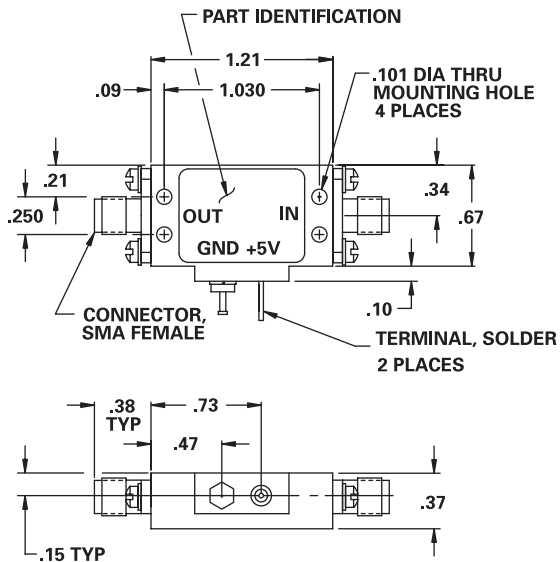 PART IDENTIFICATION
1.21
.09
1.030
.101 DIA THRU
MOUNTING HOLE
4 PLACES
.21
.250
OUT
IN
GND +5V
.34
.67
.10
CONNECTOR,
SMA FEMALE
TERMINAL, SOLDER
2 PLACES
.38
TYP
.73
.47
.37
.15 TYP